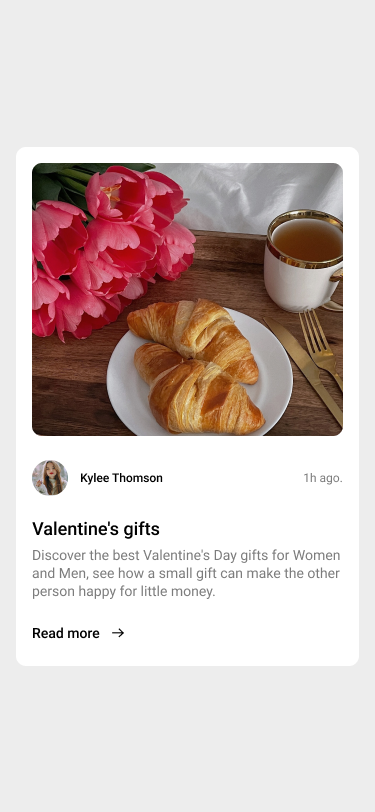 Kylee Thomson
1h ago.
Valentine's gifts
Discover the best Valentine's Day gifts for Women
and Men, see how a small gift can make the other
person happy for little money.
Read more